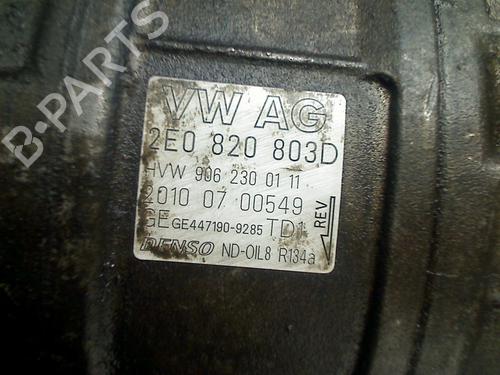 B-PARTS
VW AG
2E0 820 803D
HVW 906 230 01 11
2010 07 00549
GE GE447190-9285 TD1
REV
DENSO ND-OIL8 R134a